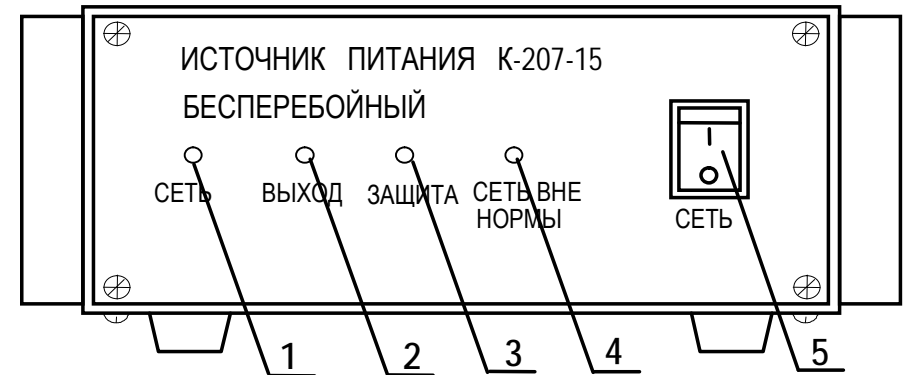 ИСТОЧНИК ПИТАНИЯ К-207-15
БЕСПЕРЕБОЙНЫЙ
СЕТЬ ВЫХОД ЗАЩИТА СЕТЬ ВНЕ
НОРМЫ
СЕТЬ
1 2 3 4 5